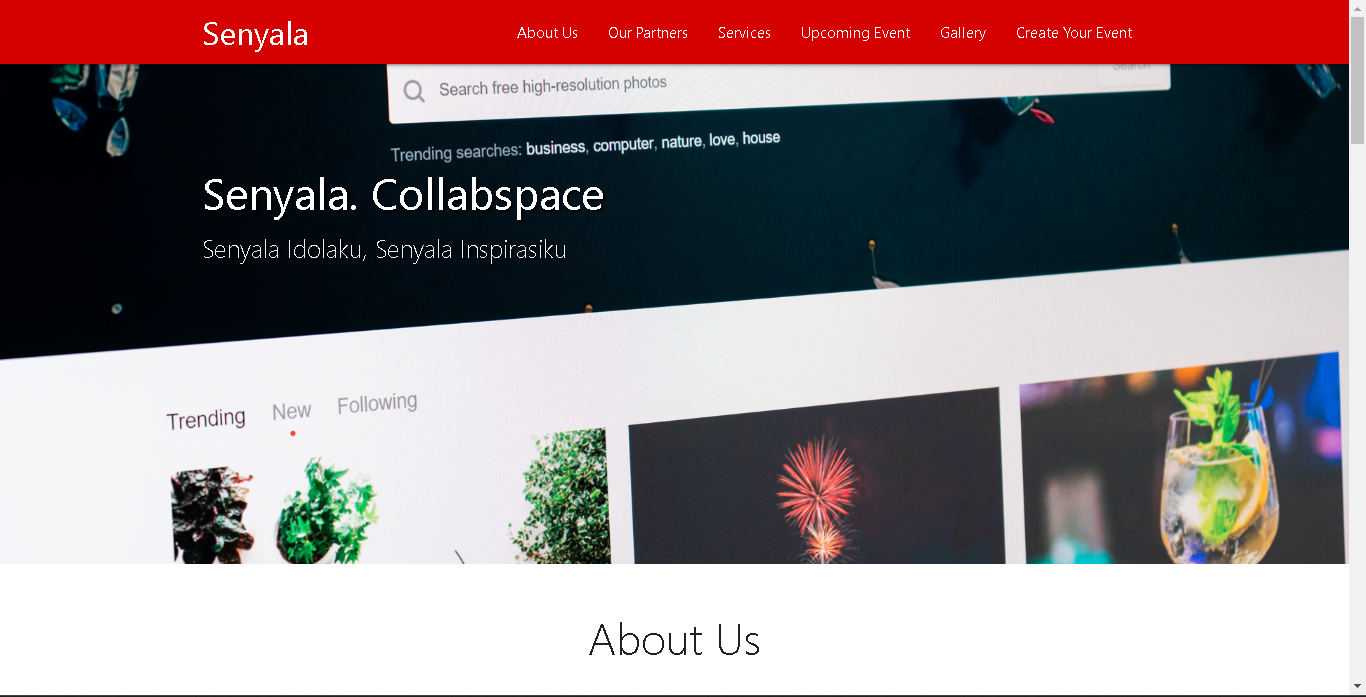 Senyala
About Us Our Partners Services Upcoming Event Gallery Create Your Event
Search free high-resolution photos Search
Trending searches: business, computer, nature, love, house
Senyala. Collabspace
Senyala Idolaku, Senyala Inspirasiku
Trending New Following
About Us